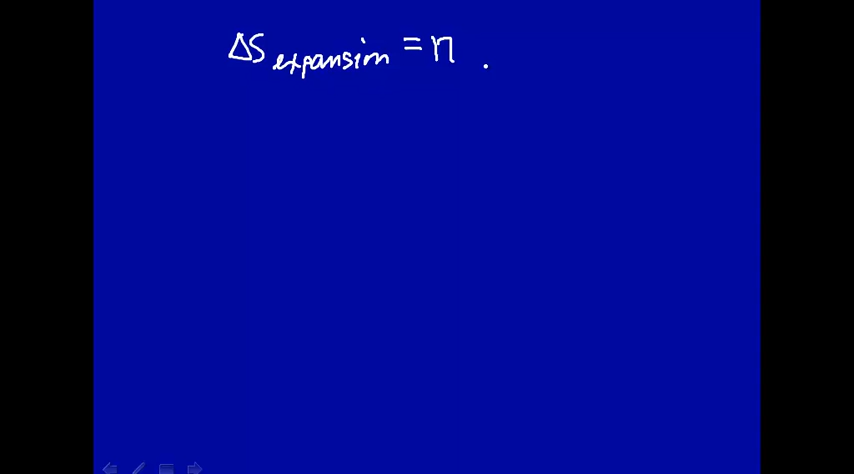 ΔS expansion = n .